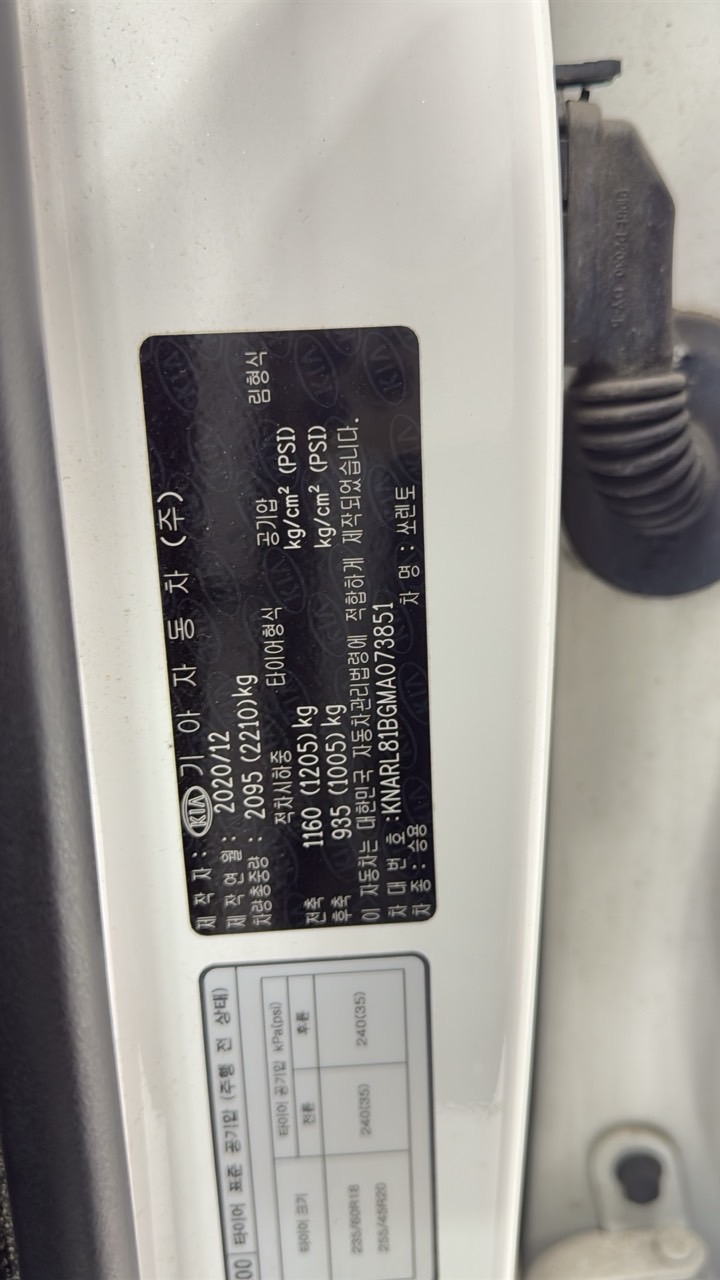 제 작 자 : KIA 기 아 자 동 차 (주)
제 작 연 월 : 2020/12
차량총중량 : 2095 (2210)kg
적차시하중 타이어형식 공기압 림형식
전축 1160 (1205)kg kg/cm² (PSI)
후축 935 (1005)kg kg/cm² (PSI)
이 자동차는 대한민국 자동차관리법령에 적합하게 제작되었습니다.
차 대 번 호 :KNARL81BGMA073851
차 종 : 승용 차 명 : 쏘렌토
00 타이어 표준 공기압 (주행 전 상태)
타이어 크기 타이어 공기압 kPa(psi)
전륜 후륜
235/60R18 240(35) 240(35)
255/45R20